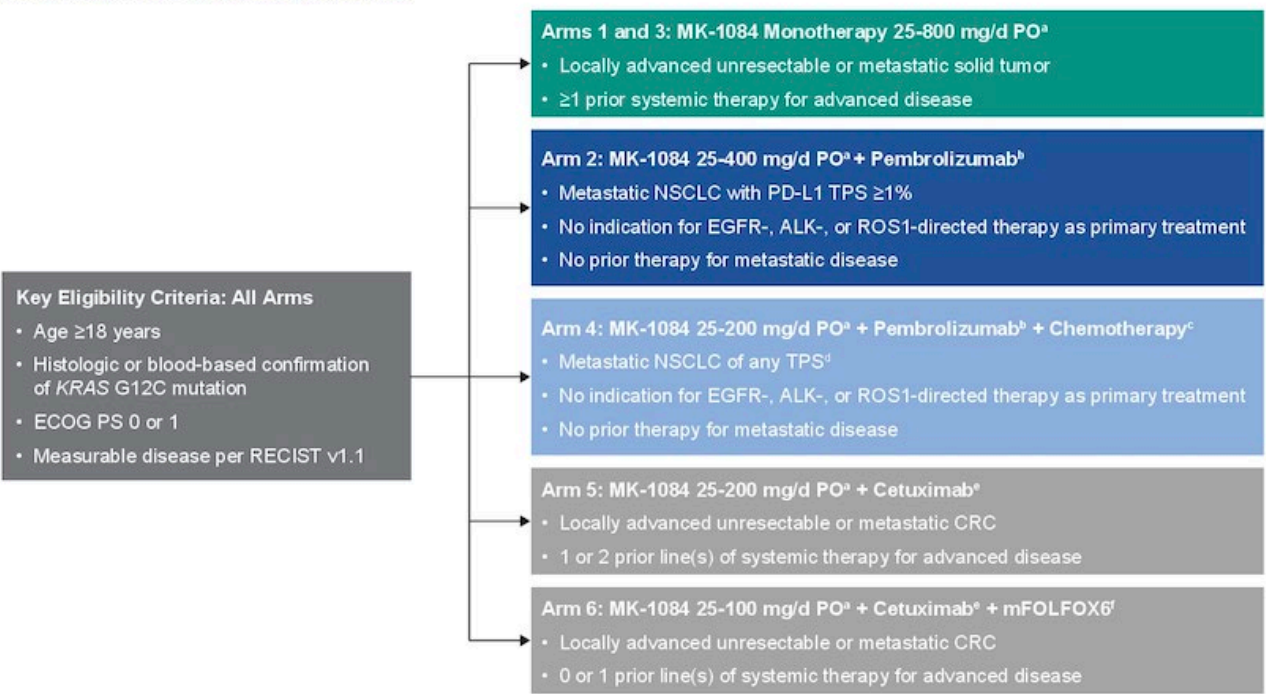 Key Eligibility Criteria: All Arms
• Age ≥18 years
• Histologic or blood-based confirmation
of KRAS G12C mutation
• ECOG PS 0 or 1
• Measurable disease per RECIST v1.1
Arms 1 and 3: MK-1084 Monotherapy 25-800 mg/d POᵃ
• Locally advanced unresectable or metastatic solid tumor
• ≥1 prior systemic therapy for advanced disease
Arm 2: MK-1084 25-400 mg/d POᵃ + Pembrolizumabᵇ
• Metastatic NSCLC with PD-L1 TPS ≥1%
• No indication for EGFR-, ALK-, or ROS1-directed therapy as primary treatment
• No prior therapy for metastatic disease
Arm 4: MK-1084 25-200 mg/d POᵃ + Pembrolizumabᵇ + Chemotherapyᶜ
• Metastatic NSCLC of any TPSᵈ
• No indication for EGFR-, ALK-, or ROS1-directed therapy as primary treatment
• No prior therapy for metastatic disease
Arm 5: MK-1084 25-200 mg/d POᵃ + Cetuximabᵉ
• Locally advanced unresectable or metastatic CRC
• 1 or 2 prior line(s) of systemic therapy for advanced disease
Arm 6: MK-1084 25-100 mg/d POᵃ + Cetuximabᵉ + mFOLFOX6ᶠ
• Locally advanced unresectable or metastatic CRC
• 0 or 1 prior line(s) of systemic therapy for advanced disease